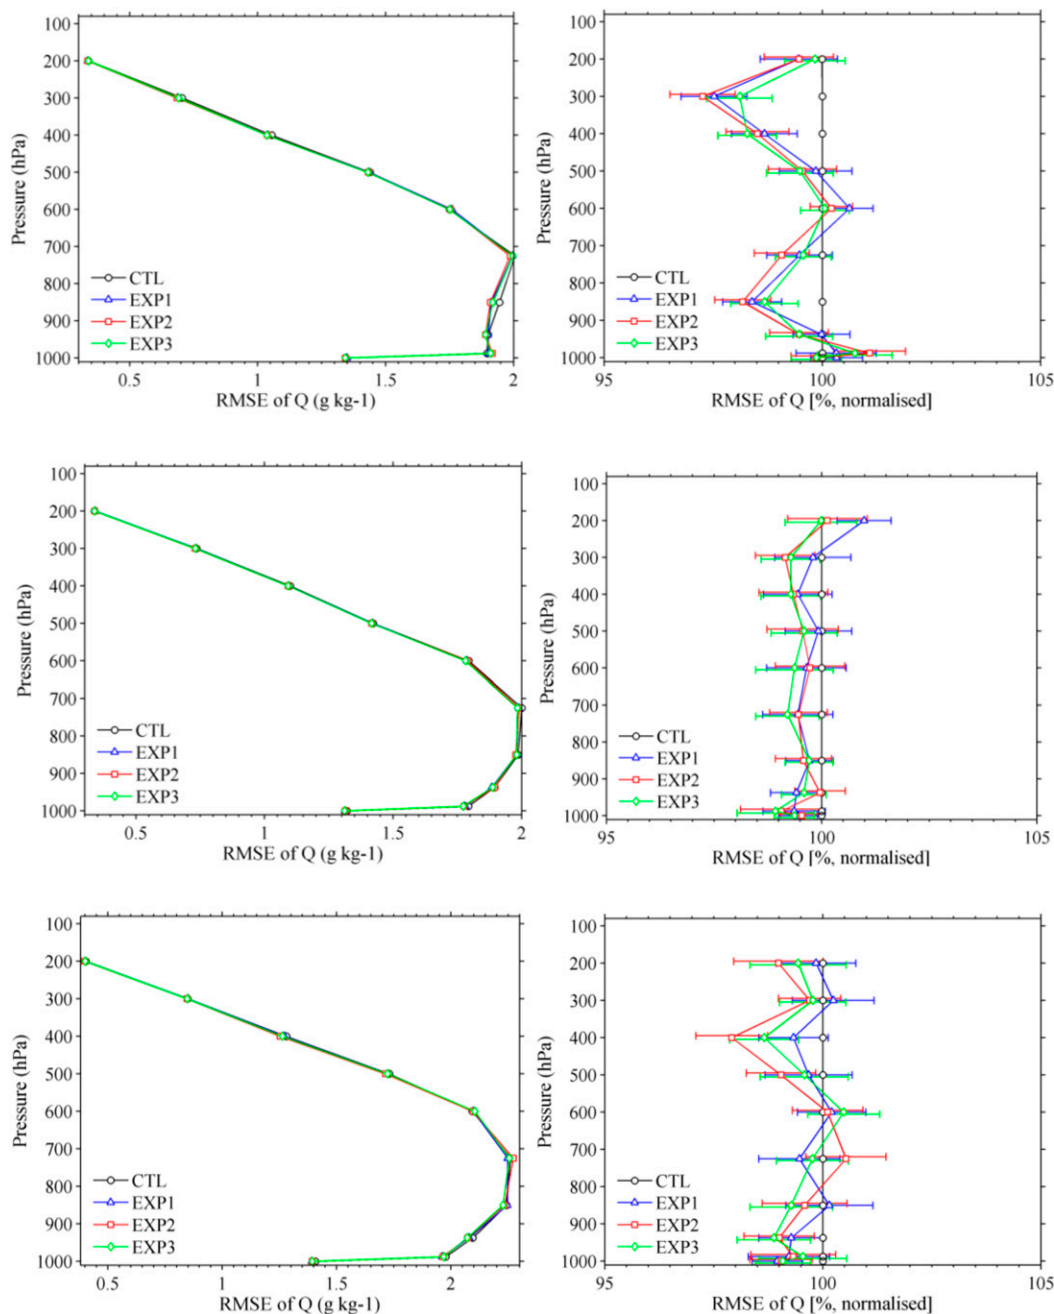 100
200
300
400
500
600
700
800
900
1000
Pressure (hPa)
CTL
EXP1
EXP2
EXP3
0.5 1 1.5 2
RMSE of Q (g kg-1)
100
200
300
400
500
600
700
800
900
1000
Pressure (hPa)
CTL
EXP1
EXP2
EXP3
95 100 105
RMSE of Q [%, normalised]
100
200
300
400
500
600
700
800
900
1000
Pressure (hPa)
CTL
EXP1
EXP2
EXP3
0.5 1 1.5 2
RMSE of Q (g kg-1)
100
200
300
400
500
600
700
800
900
1000
Pressure (hPa)
CTL
EXP1
EXP2
EXP3
95 100 105
RMSE of Q [%, normalised]
100
200
300
400
500
600
700
800
900
1000
Pressure (hPa)
CTL
EXP1
EXP2
EXP3
0.5 1 1.5 2
RMSE of Q (g kg-1)
100
200
300
400
500
600
700
800
900
1000
Pressure (hPa)
CTL
EXP1
EXP2
EXP3
95 100 105
RMSE of Q [%, normalised]